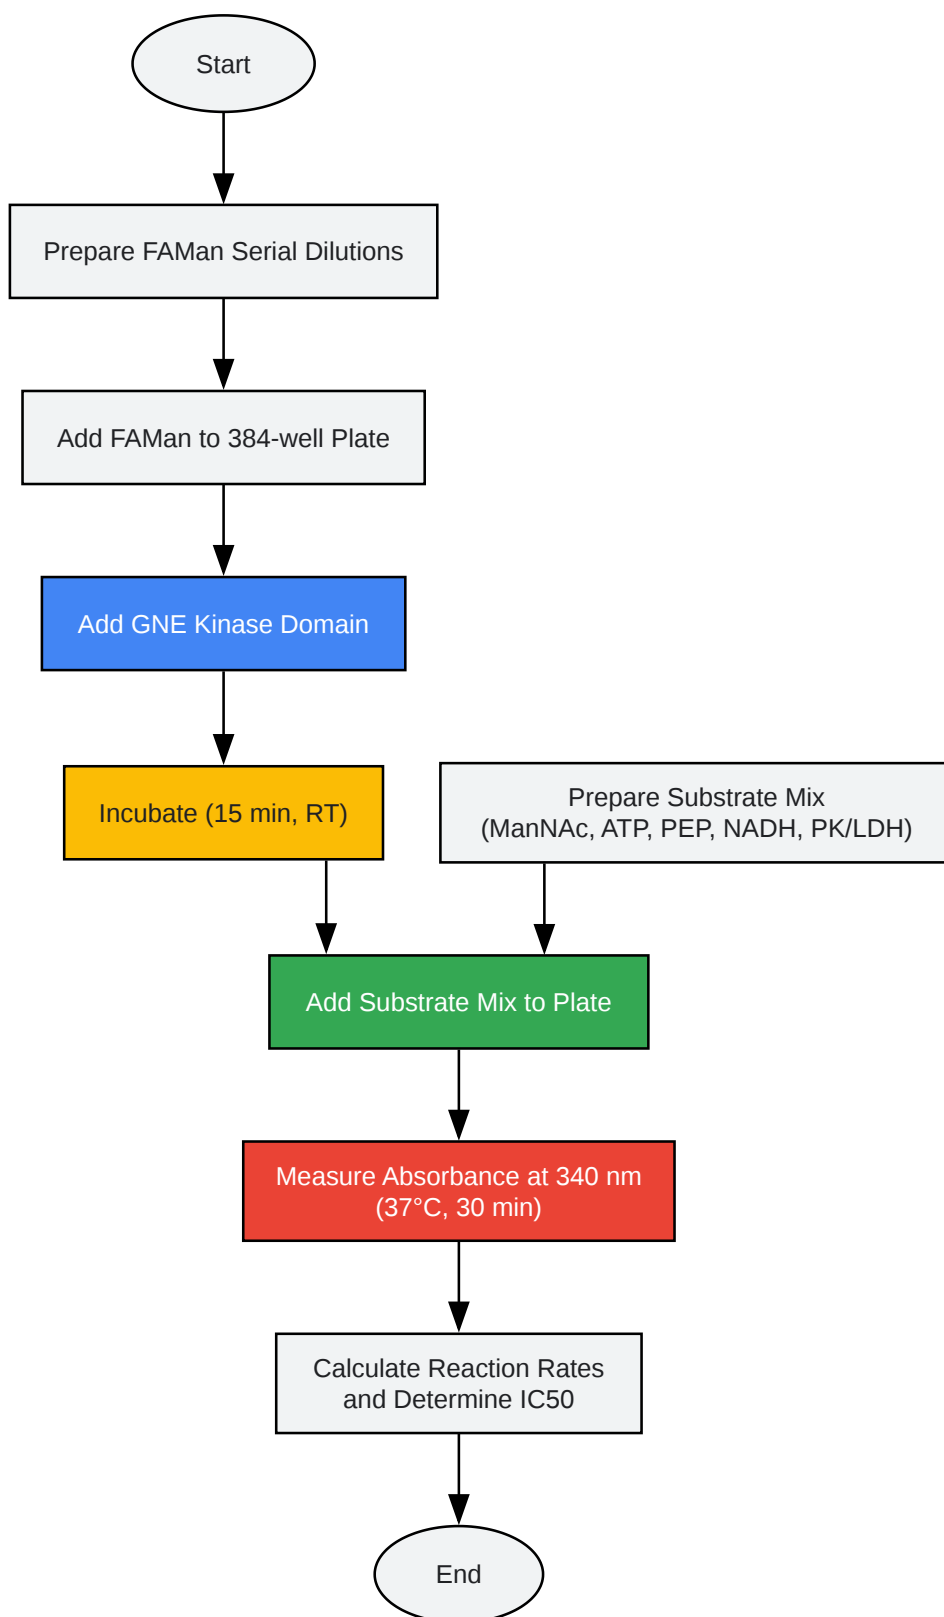 Start
Prepare FAMan Serial Dilutions
Add FAMan to 384-well Plate
Add GNE Kinase Domain
Incubate (15 min, RT)
Prepare Substrate Mix
(ManNAc, ATP, PEP, NADH, PK/LDH)
Add Substrate Mix to Plate
Measure Absorbance at 340 nm
(37°C, 30 min)
Calculate Reaction Rates
and Determine IC50
End